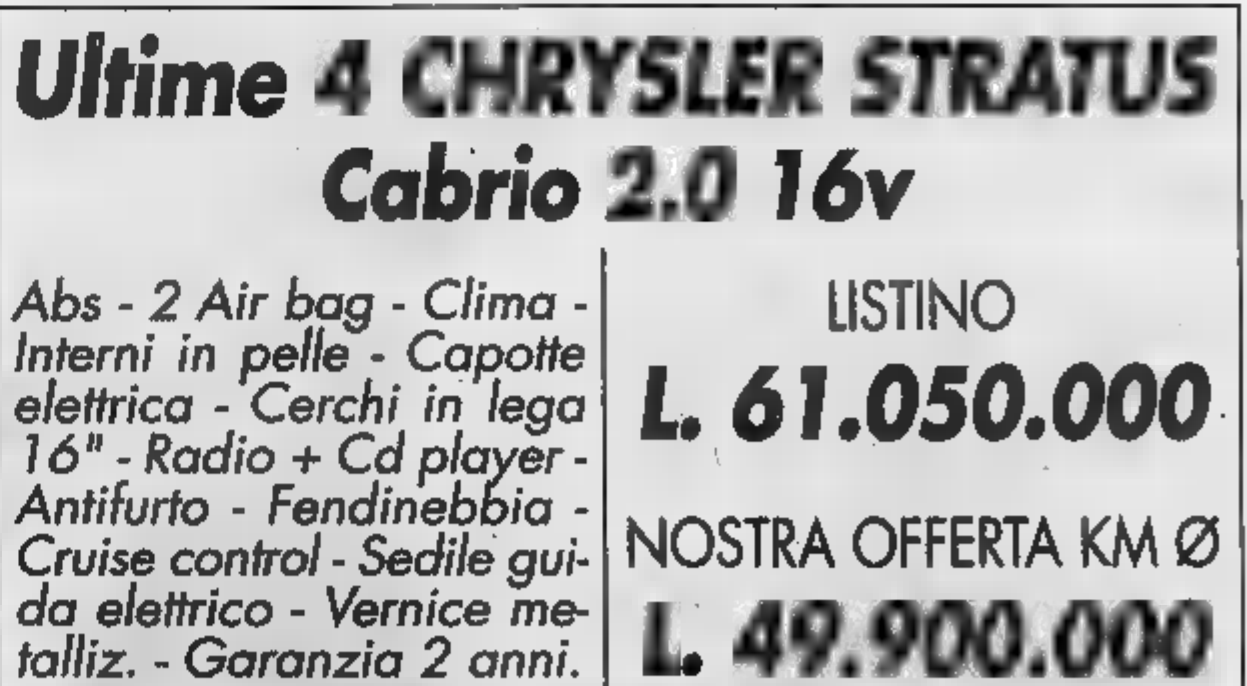 Ultime 4 CHRYSLER STRATUS
Cabrio 2.0 16v
Abs - 2 Air bag - Clima -
Interni in pelle - Capotte
elettrica - Cerchi in lega
16" - Radio + Cd player -
Antifurto - Fendinebbia -
Cruise control - Sedile gui-
da elettrico - Vernice me-
talliz. - Garanzia 2 anni.
LISTINO
L. 61.050.000
NOSTRA OFFERTA KM Ø
L. 49.900.000